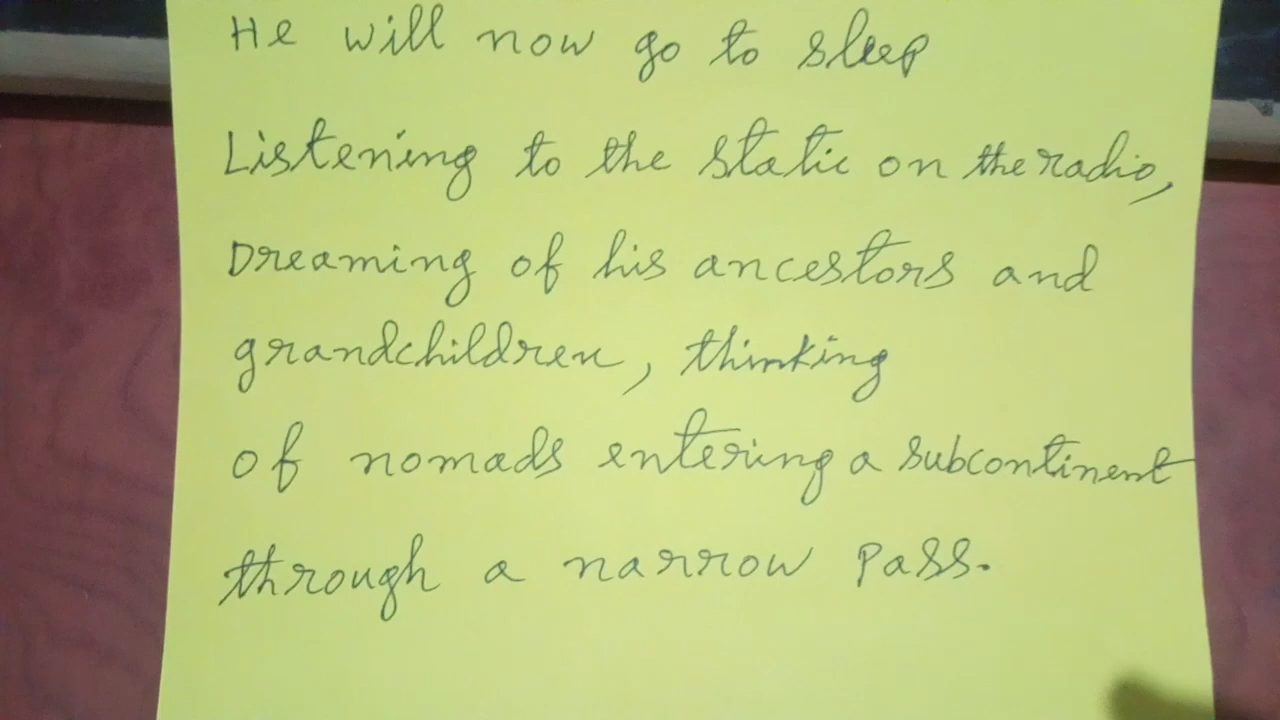 He will now go to sleep
Listening to the static on the radio,
Dreaming of his ancestors and
grandchildren, thinking
of nomads entering a subcontinent
through a narrow pass.